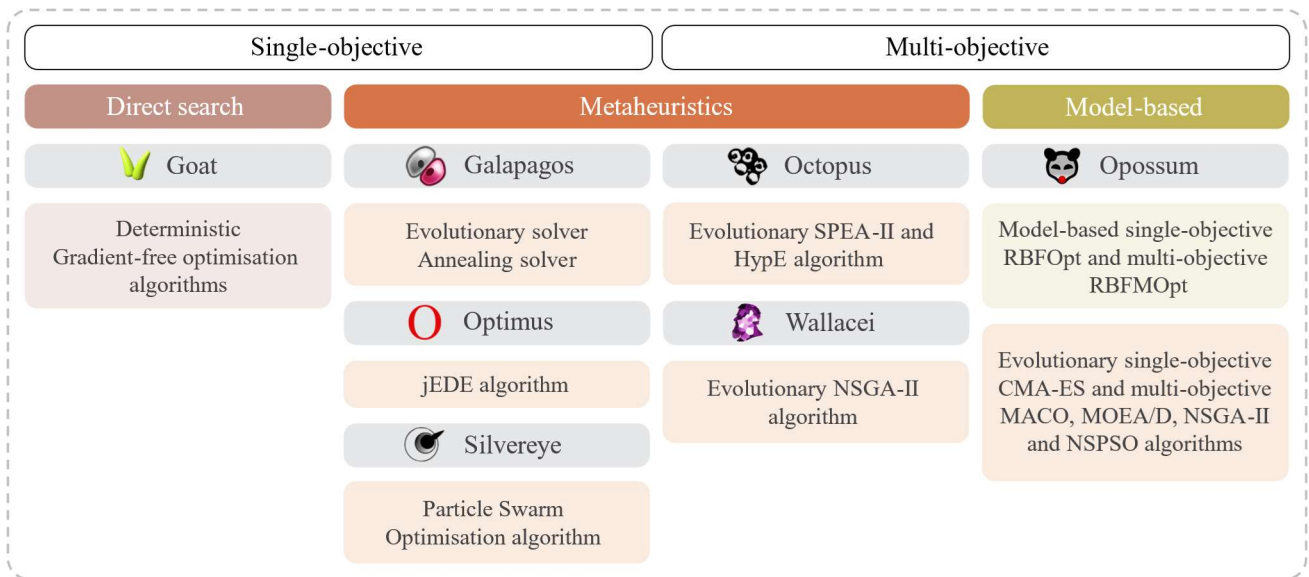 Single-objective
Multi-objective
Direct search
Metaheuristics
Model-based
Goat
Deterministic
Gradient-free optimisation
algorithms
Galapagos
Evolutionary solver
Annealing solver
Optimus
jEDE algorithm
Silvereye
Particle Swarm
Optimisation algorithm
Octopus
Evolutionary SPEA-II and
HypE algorithm
Wallacei
Evolutionary NSGA-II
algorithm
Opossum
Model-based single-objective
RBFOpt and multi-objective
RBFMOpt
Evolutionary single-objective
CMA-ES and multi-objective
MACO, MOEA/D, NSGA-II
and NSPSO algorithms